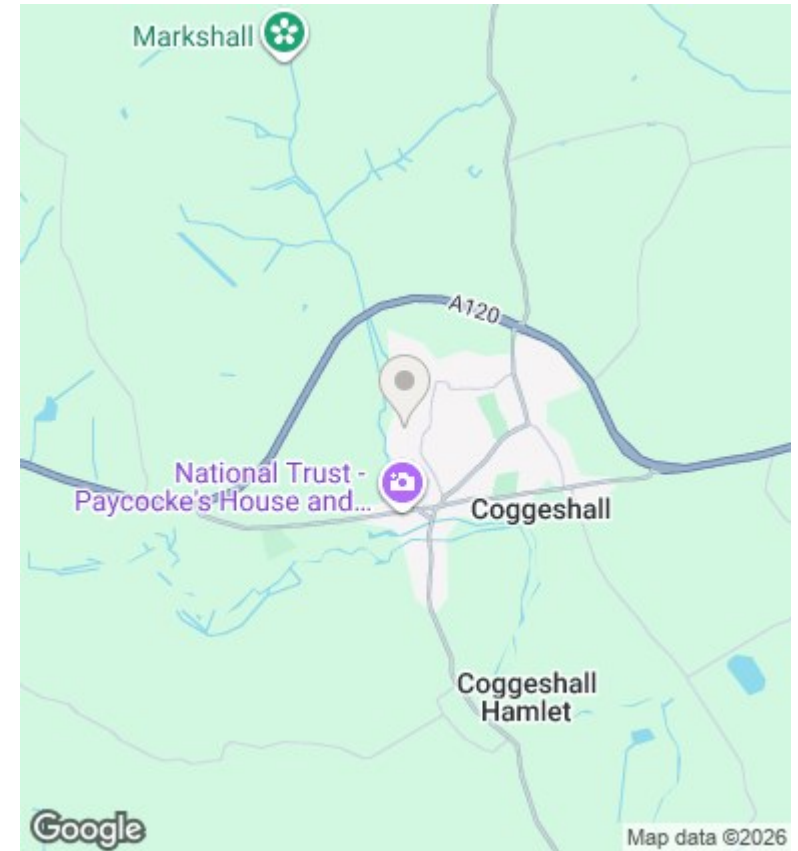 Markshall
A120
National Trust -
Paycocke's House and...
Coggeshall
Coggeshall
Hamlet
Google
Map data ©2026